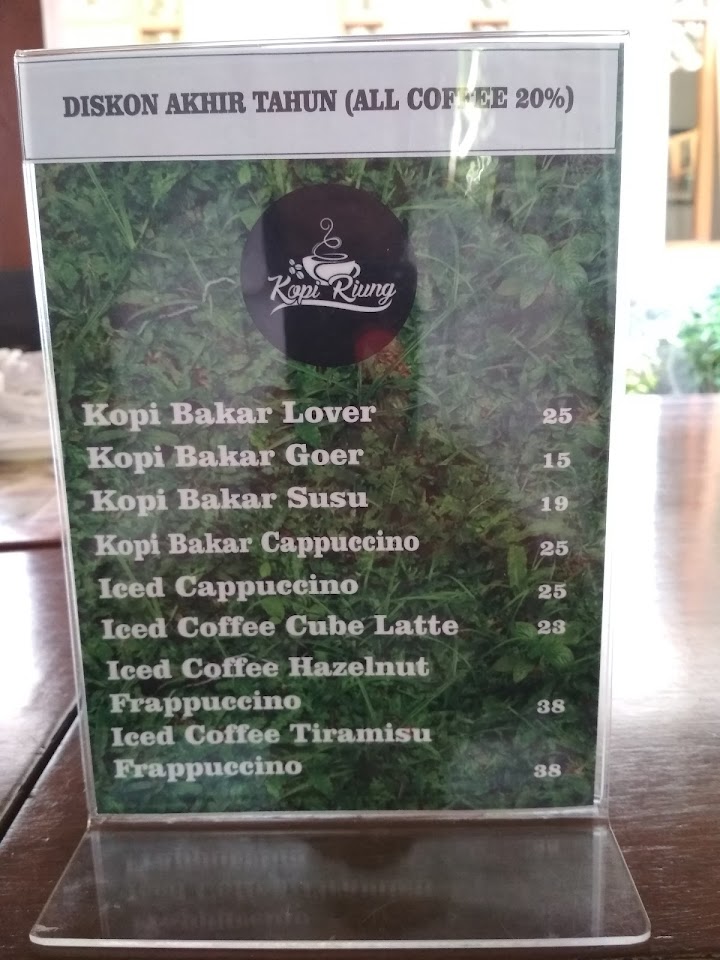 DISKON AKHIR TAHUN (ALL COFFEE 20%)
Kopi Riung
Kopi Bakar Lover 25
Kopi Bakar Goer 15
Kopi Bakar Susu 19
Kopi Bakar Cappuccino 25
Iced Cappuccino 25
Iced Coffee Cube Latte 23
Iced Coffee Hazelnut
Frappuccino 38
Iced Coffee Tiramisu
Frappuccino 38